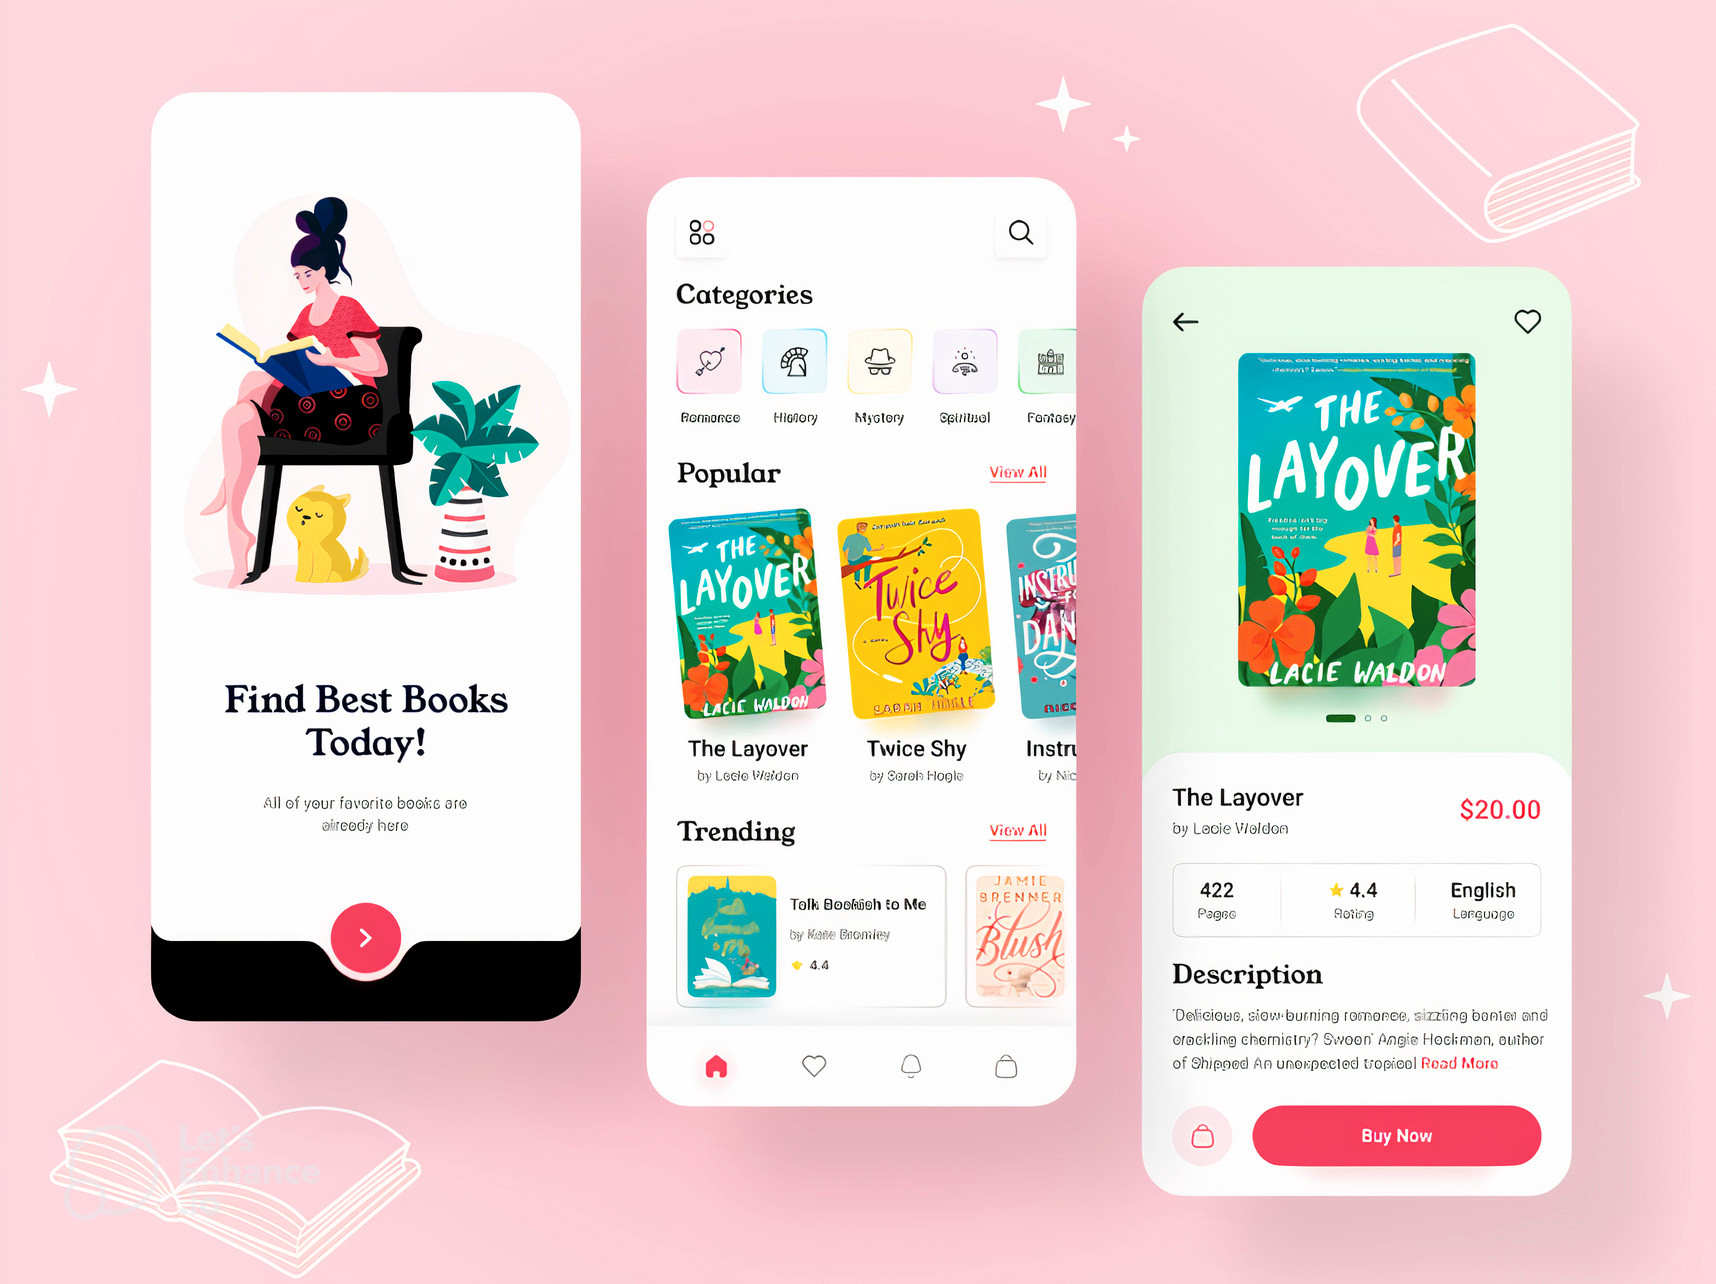 Find Best Books
Today!
All of your favorite books are
already here
Categories
Romance
History
Mystery
Spiritual
Fantasy
Popular
View All
THE
LAYOVER
LACIE WALDON
Twice
Shy
INSTRU
FO
DAN
The Layover
Twice Shy
Instru
by Lacie Waldon
by Sarah Hogle
by Nic
Trending
View All
Talk Bookish to Me
by Kate Bromley
4.4
JAMIE
BRENNER
Blush
THE
LAYOVER
LACIE WALDON
The Layover
$20.00
by Lacie Waldon
422
4.4
English
Pages
Rating
Language
Description
'Delicious, slow-burning romance, sizzling banter and
crackling chemistry? Swoon' Angie Hockman, author
of Shipped An unexpected tropical Read More
Buy Now
Let's
Enhance